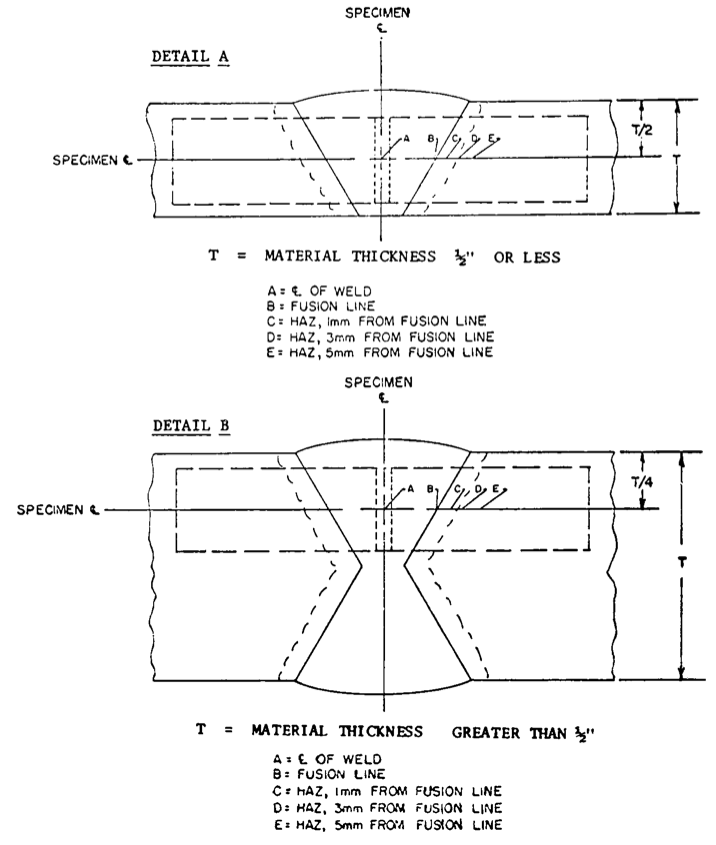 SPECIMEN
℄
DETAIL A
A B C D E
T/2
T
SPECIMEN ℄
T = MATERIAL THICKNESS ½" OR LESS
A = ℄ OF WELD
B = FUSION LINE
C = HAZ, 1mm FROM FUSION LINE
D = HAZ, 3mm FROM FUSION LINE
E = HAZ, 5mm FROM FUSION LINE
SPECIMEN
℄
DETAIL B
A B C D E
T/4
SPECIMEN ℄
T
T = MATERIAL THICKNESS GREATER THAN ½"
A = ℄ OF WELD
B = FUSION LINE
C = HAZ, 1mm FROM FUSION LINE
D = HAZ, 3mm FROM FUSION LINE
E = HAZ, 5mm FROM FUSION LINE